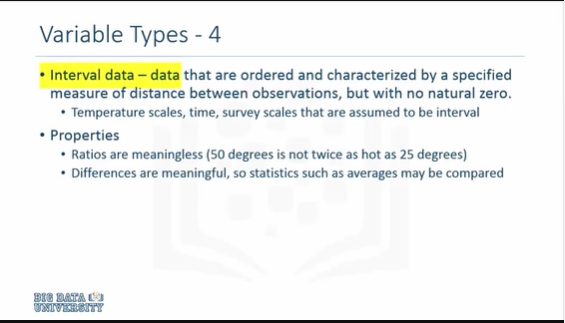 Variable Types - 4
• Interval data – data that are ordered and characterized by a specified
measure of distance between observations, but with no natural zero.
• Temperature scales, time, survey scales that are assumed to be interval
• Properties
• Ratios are meaningless (50 degrees is not twice as hot as 25 degrees)
• Differences are meaningful, so statistics such as averages may be compared
BIG DATA
UNIVERSITY